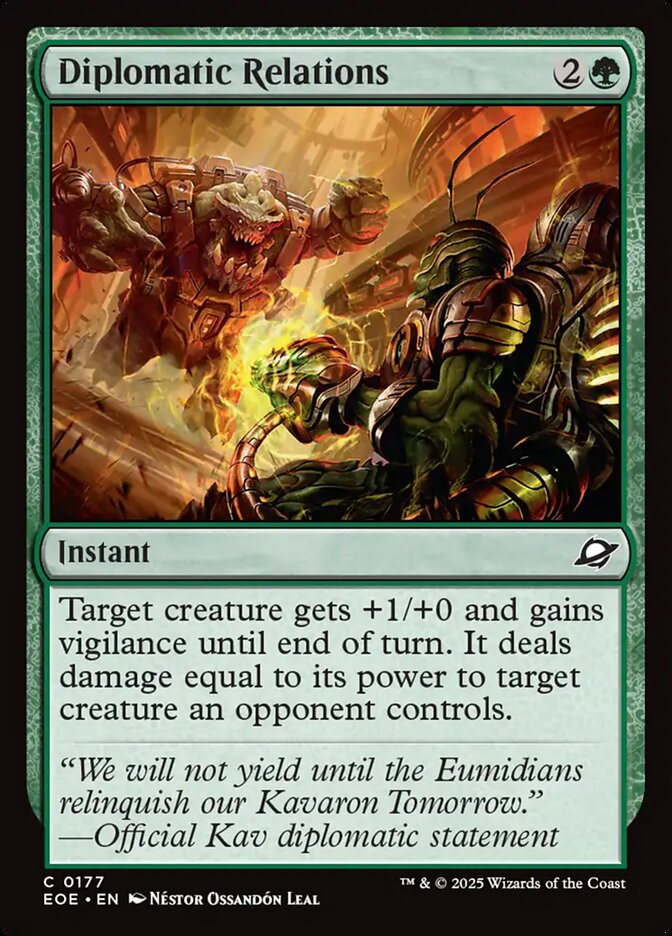 Diplomatic Relations 2
Instant
Target creature gets +1/+0 and gains
vigilance until end of turn. It deals
damage equal to its power to target
creature an opponent controls.
“We will not yield until the Eumidians
relinquish our Kavaron Tomorrow.”
—Official Kav diplomatic statement
C 0177
EOE • EN Néstor Ossandón Leal
™ & © 2025 Wizards of the Coast